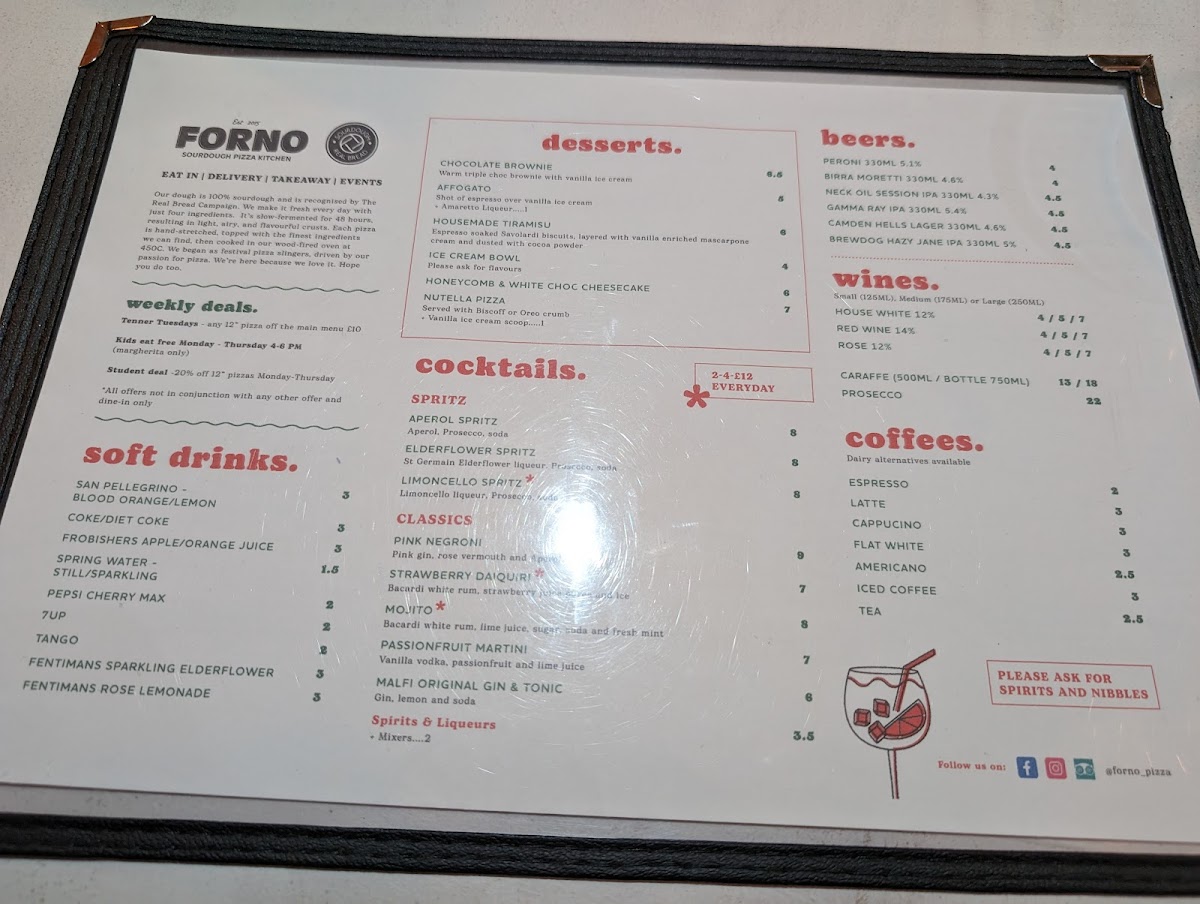 Est 2015
FORNO
SOURDOUGH PIZZA KITCHEN
SOURDOUGH
REAL BREAD
EAT IN | DELIVERY | TAKEAWAY | EVENTS
Our dough is 100% sourdough and is recognised by The
Real Bread Campaign. We make it fresh every day with
just four ingredients. It's slow-fermented for 48 hours,
resulting in light, airy, and flavourful crusts. Each pizza
is hand-stretched, topped with the finest ingredients
we can find, then cooked in our wood-fired oven at
450C. We began as festival pizza slingers, driven by our
passion for pizza. We're here because we love it. Hope
you do too.
weekly deals.
Tenner Tuesdays - any 12" pizza off the main menu £10
Kids eat free Monday - Thursday 4-6 PM
(margherita only)
Student deal -20% off 12" pizzas Monday-Thursday
*All offers not in conjunction with any other offer and
dine-in only
soft drinks.
SAN PELLEGRINO -
BLOOD ORANGE/LEMON 3
COKE/DIET COKE 3
FROBISHERS APPLE/ORANGE JUICE 3
SPRING WATER -
STILL/SPARKLING 1.5
PEPSI CHERRY MAX 2
7UP 2
TANGO 2
FENTIMANS SPARKLING ELDERFLOWER 3
FENTIMANS ROSE LEMONADE 3
desserts.
CHOCOLATE BROWNIE 6.5
Warm triple choc brownie with vanilla ice cream
AFFOGATO 5
Shot of espresso over vanilla ice cream
+ Amaretto Liqueur.....1
HOUSEMADE TIRAMISU 6
Espresso soaked Savolardi biscuits, layered with vanilla enriched mascarpone
cream and dusted with cocoa powder
ICE CREAM BOWL 4
Please ask for flavours
HONEYCOMB & WHITE CHOC CHEESECAKE 6
NUTELLA PIZZA 7
Served with Biscoff or Oreo crumb
+ Vanilla ice cream scoop.....1
cocktails.
* 2-4-£12
EVERYDAY
SPRITZ
APEROL SPRITZ 8
Aperol, Prosecco, soda
ELDERFLOWER SPRITZ 8
St Germain Elderflower liqueur, Prosecco, soda
LIMONCELLO SPRITZ * 8
Limoncello liqueur, Prosecco, soda
CLASSICS
PINK NEGRONI 9
Pink gin, rose vermouth and Aperol
STRAWBERRY DAIQUIRI * 7
Bacardi white rum, strawberry juice and ice
MOJITO * 8
Bacardi white rum, lime juice, sugar, soda and fresh mint
PASSIONFRUIT MARTINI 7
Vanilla vodka, passionfruit and lime juice
MALFI ORIGINAL GIN & TONIC 6
Gin, lemon and soda
Spirits & Liqueurs 3.5
+ Mixers....2
beers.
PERONI 330ML 5.1% 4
BIRRA MORETTI 330ML 4.6% 4
NECK OIL SESSION IPA 330ML 4.3% 4.5
GAMMA RAY IPA 330ML 5.4% 4.5
CAMDEN HELLS LAGER 330ML 4.6% 4.5
BREWDOG HAZY JANE IPA 330ML 5% 4.5
wines.
Small (125ML), Medium (175ML) or Large (250ML)
HOUSE WHITE 12% 4 / 5 / 7
RED WINE 14% 4 / 5 / 7
ROSE 12% 4 / 5 / 7
CARAFFE (500ML / BOTTLE 750ML) 13 / 18
PROSECCO 22
coffees.
Dairy alternatives available
ESPRESSO 2
LATTE 3
CAPPUCINO 3
FLAT WHITE 3
AMERICANO 2.5
ICED COFFEE 3
TEA 2.5
PLEASE ASK FOR
SPIRITS AND NIBBLES
Follow us on: @forno_pizza